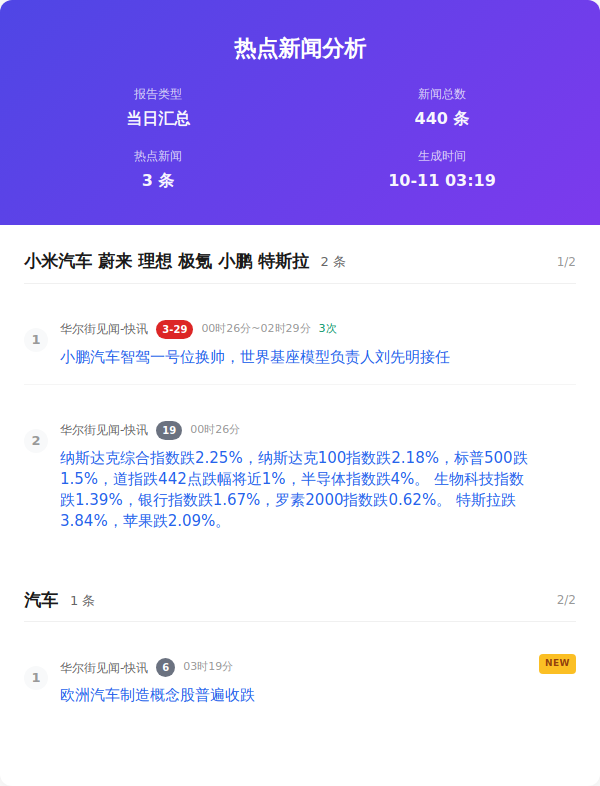 热点新闻分析
报告类型
当日汇总
新闻总数
440 条
热点新闻
3 条
生成时间
10-11 03:19
小米汽车 蔚来 理想 极氪 小鹏 特斯拉 2 条 1/2
1
华尔街见闻-快讯 3-29 00时26分~02时29分 3次
小鹏汽车智驾一号位换帅，世界基座模型负责人刘先明接任
2
华尔街见闻-快讯 19 00时26分
纳斯达克综合指数跌2.25%，纳斯达克100指数跌2.18%，标普500跌
1.5%，道指跌442点跌幅将近1%，半导体指数跌4%。 生物科技指数
跌1.39%，银行指数跌1.67%，罗素2000指数跌0.62%。 特斯拉跌
3.84%，苹果跌2.09%。
汽车 1 条 2/2
1
华尔街见闻-快讯 6 03时19分 NEW
欧洲汽车制造概念股普遍收跌